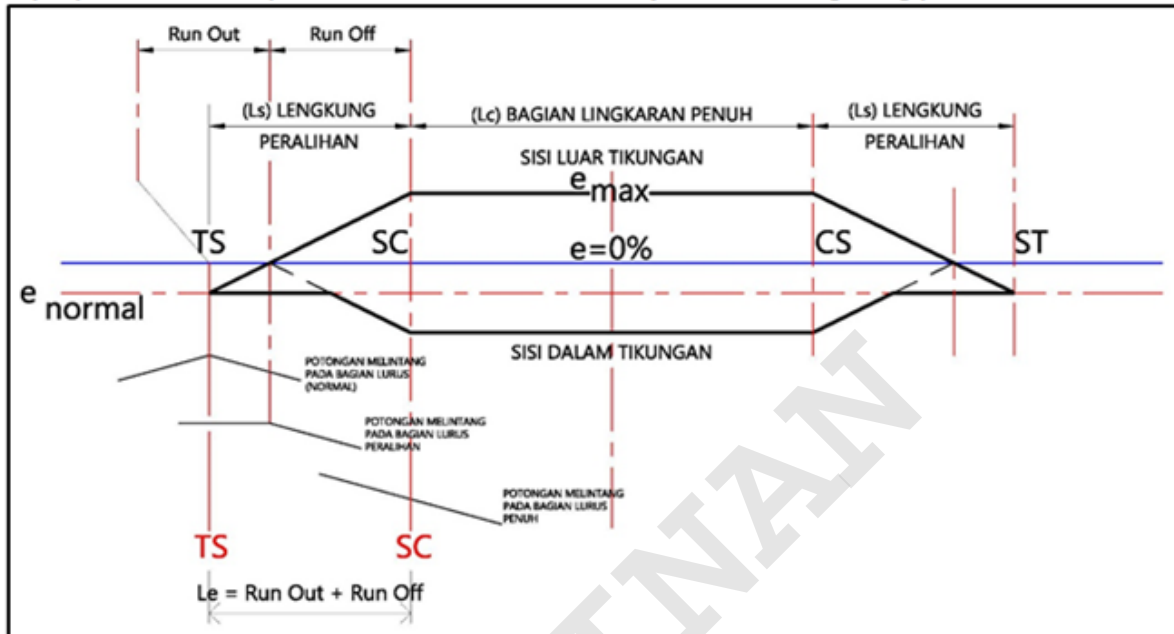 Run Out
Run Off
(Ls) LENGKUNG
PERALIHAN
(Lc) BAGIAN LINGKARAN PENUH
(Ls) LENGKUNG
PERALIHAN
SISI LUAR TIKUNGAN
e max
TS
SC
e=0%
CS
ST
e normal
SISI DALAM TIKUNGAN
POTONGAN MELINTANG
PADA BAGIAN LURUS
(NORMAL)
POTONGAN MELINTANG
PADA BAGIAN LURUS
PERALIHAN
POTONGAN MELINTANG
PADA BAGIAN LURUS
PENUH
TS
SC
Le = Run Out + Run Off